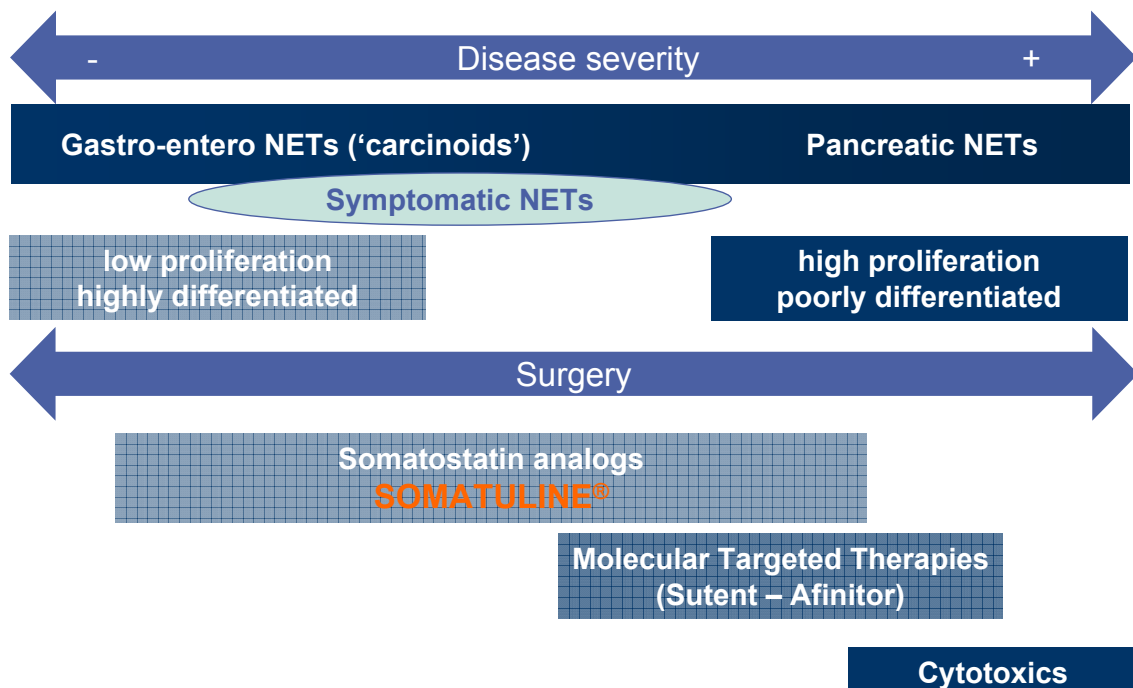 - Disease severity +
Gastro-entero NETs (‘carcinoids’) Pancreatic NETs
Symptomatic NETs
low proliferation
highly differentiated
high proliferation
poorly differentiated
Surgery
Somatostatin analogs
SOMATULINE®
Molecular Targeted Therapies
(Sutent – Afinitor)
Cytotoxics